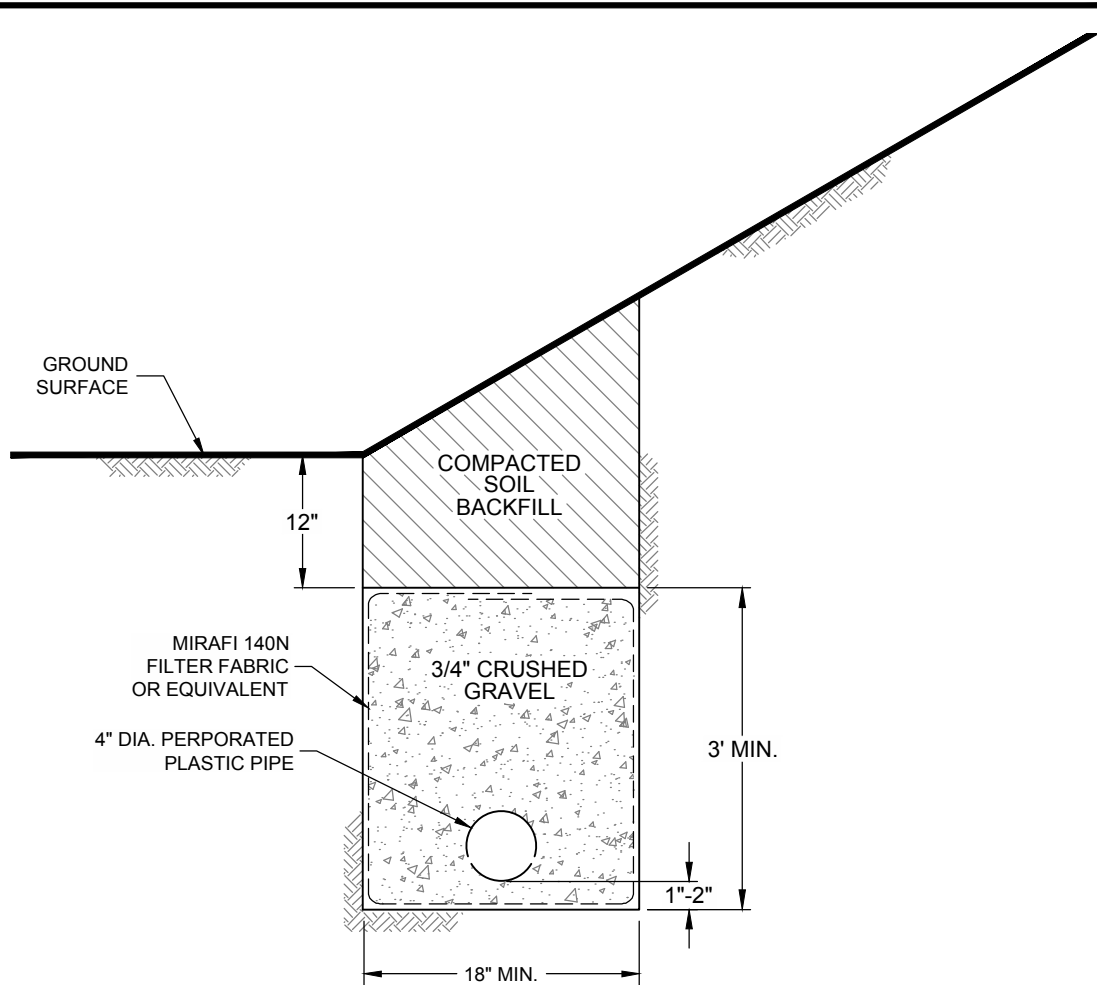 GROUND
SURFACE
12"
COMPACTED
SOIL
BACKFILL
MIRAFI 140N
FILTER FABRIC
OR EQUIVALENT
3/4" CRUSHED
GRAVEL
4" DIA. PERPORATED
PLASTIC PIPE
3' MIN.
1"-2"
18" MIN.